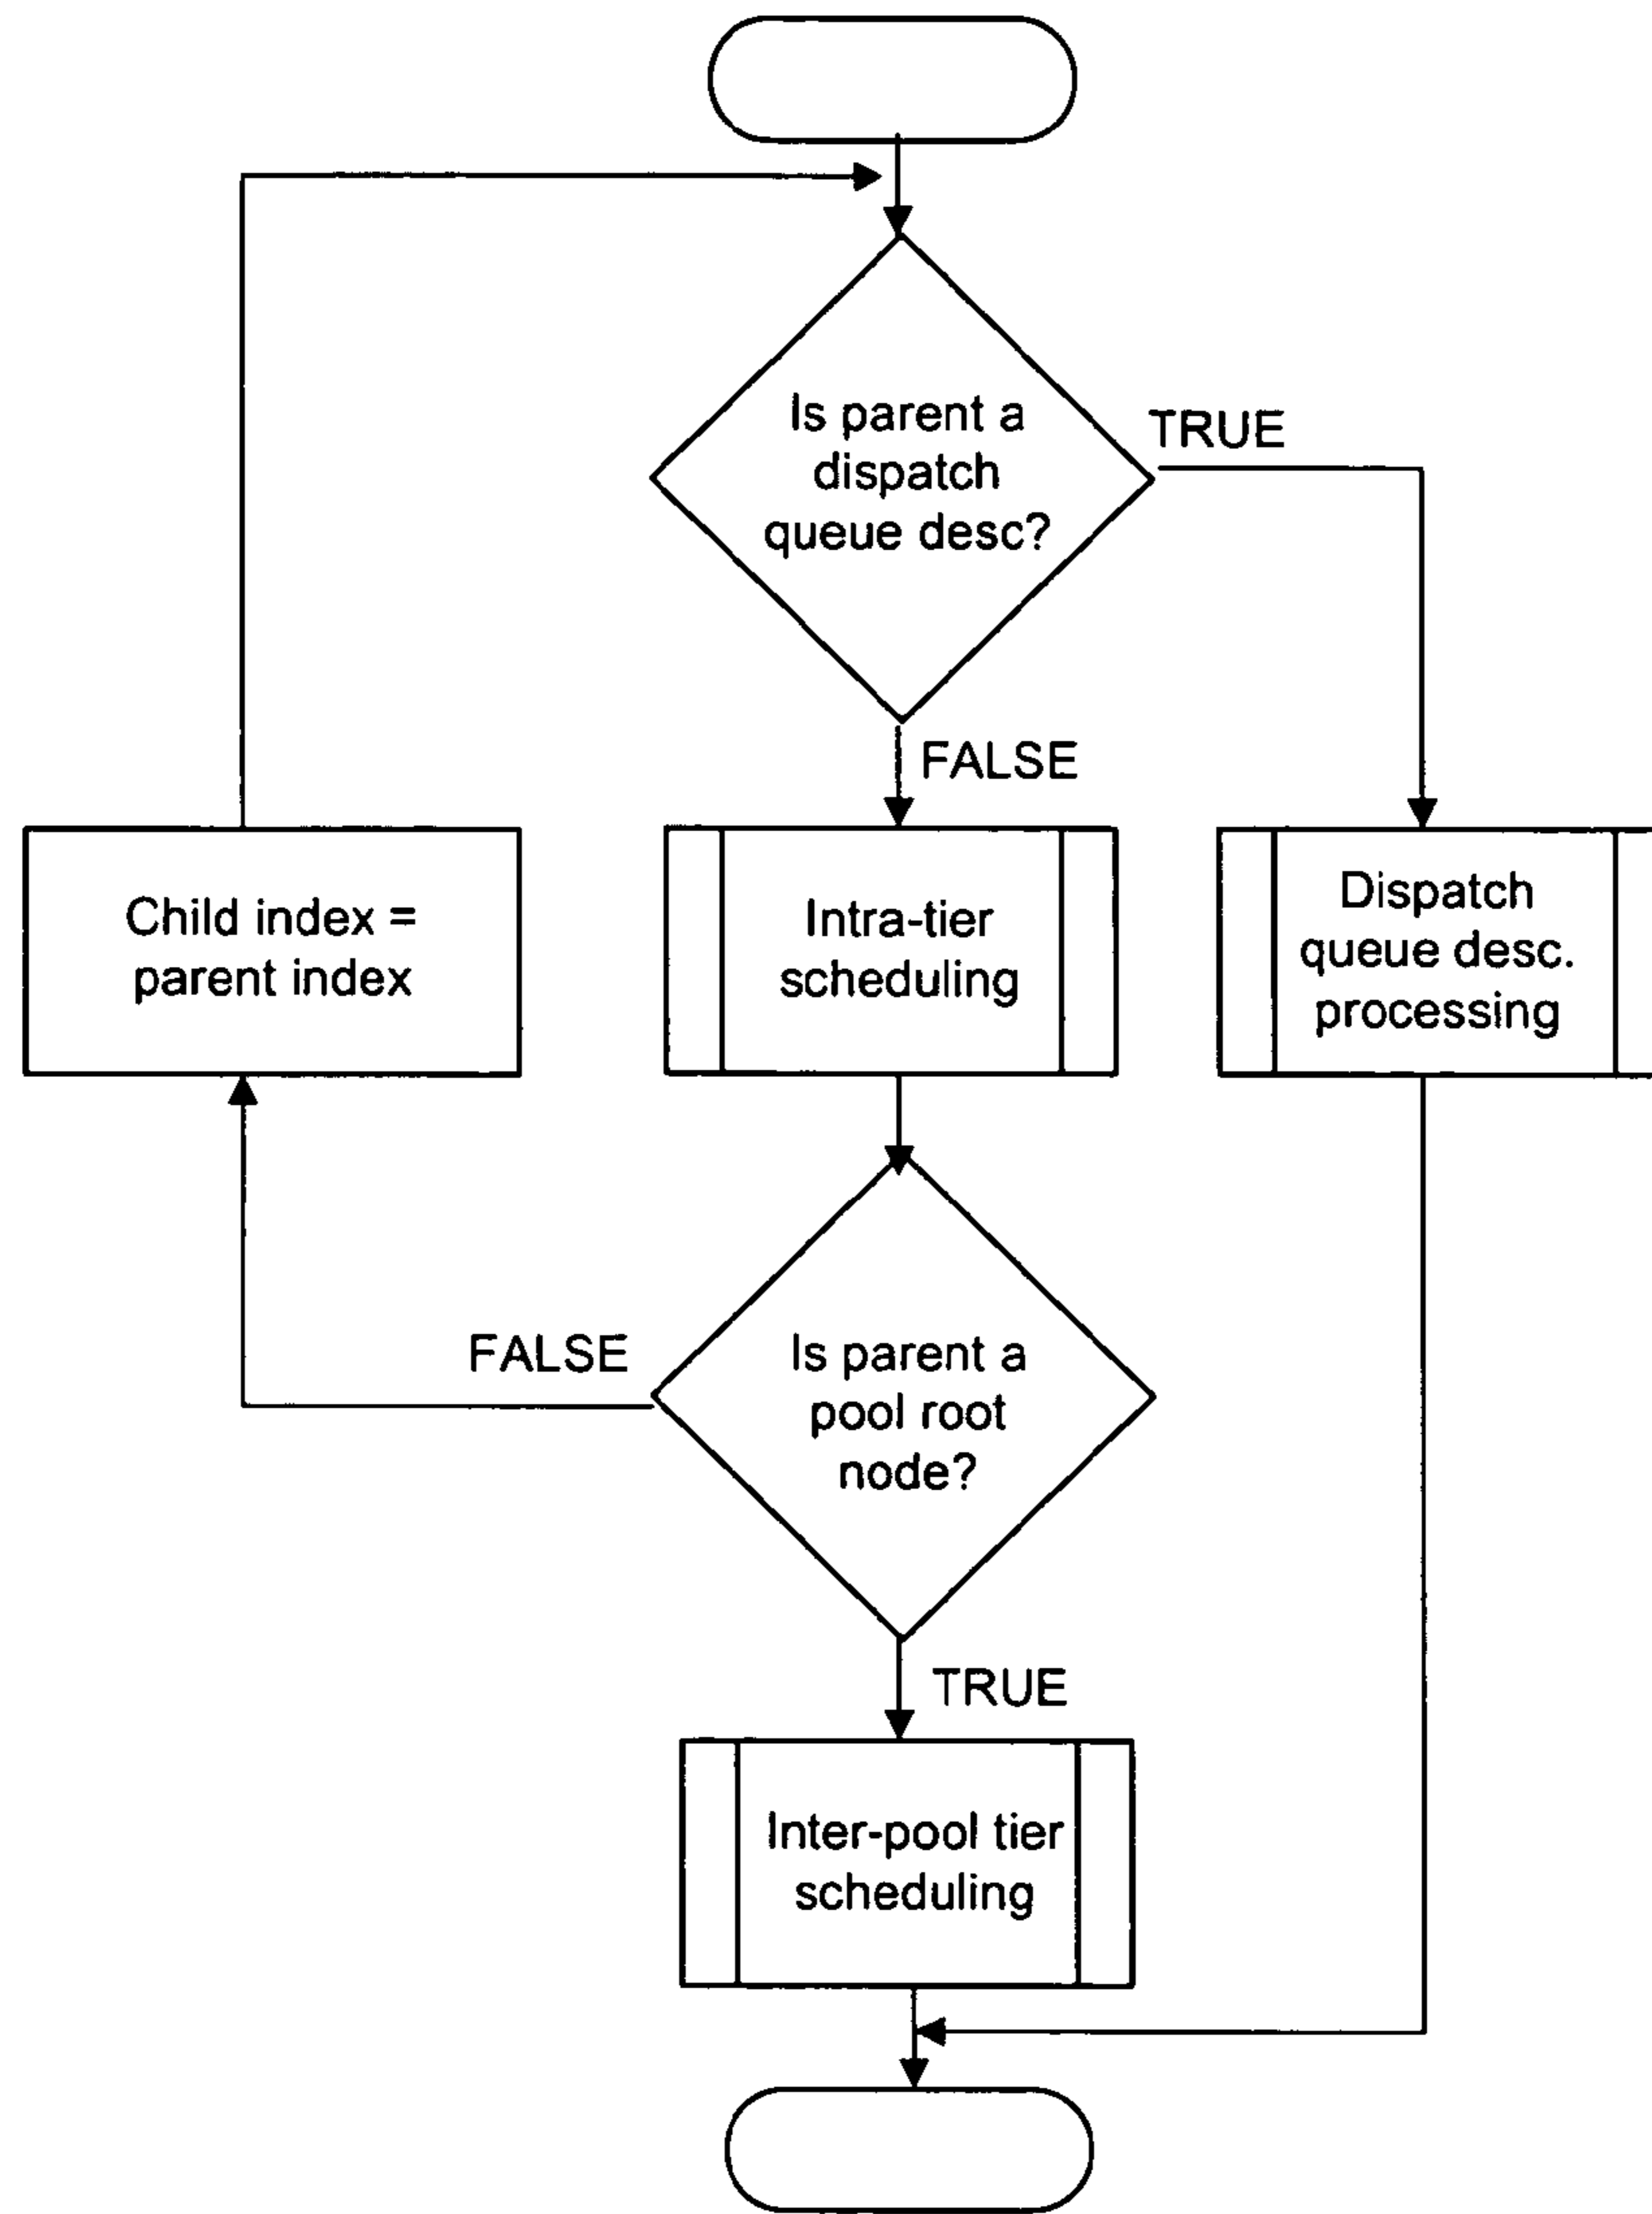 Is parent a
dispatch
queue desc?
TRUE
FALSE
Child index =
parent index
Intra-tier
scheduling
Dispatch
queue desc.
processing
FALSE
Is parent a
pool root
node?
TRUE
Inter-pool tier
scheduling